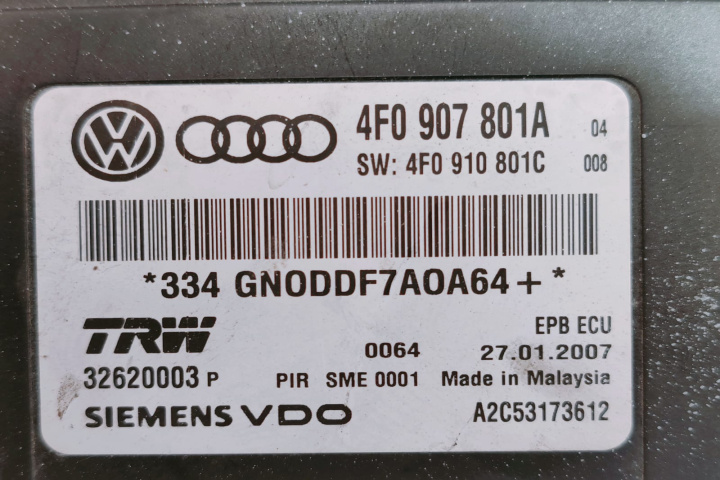 VW 4F0 907 801A 04
SW: 4F0 910 801C 008
*334 GNODDF7AOA64+*
TRW EPB ECU
0064 27.01.2007
32620003 P PIR SME 0001 Made in Malaysia
SIEMENS VDO A2C53173612